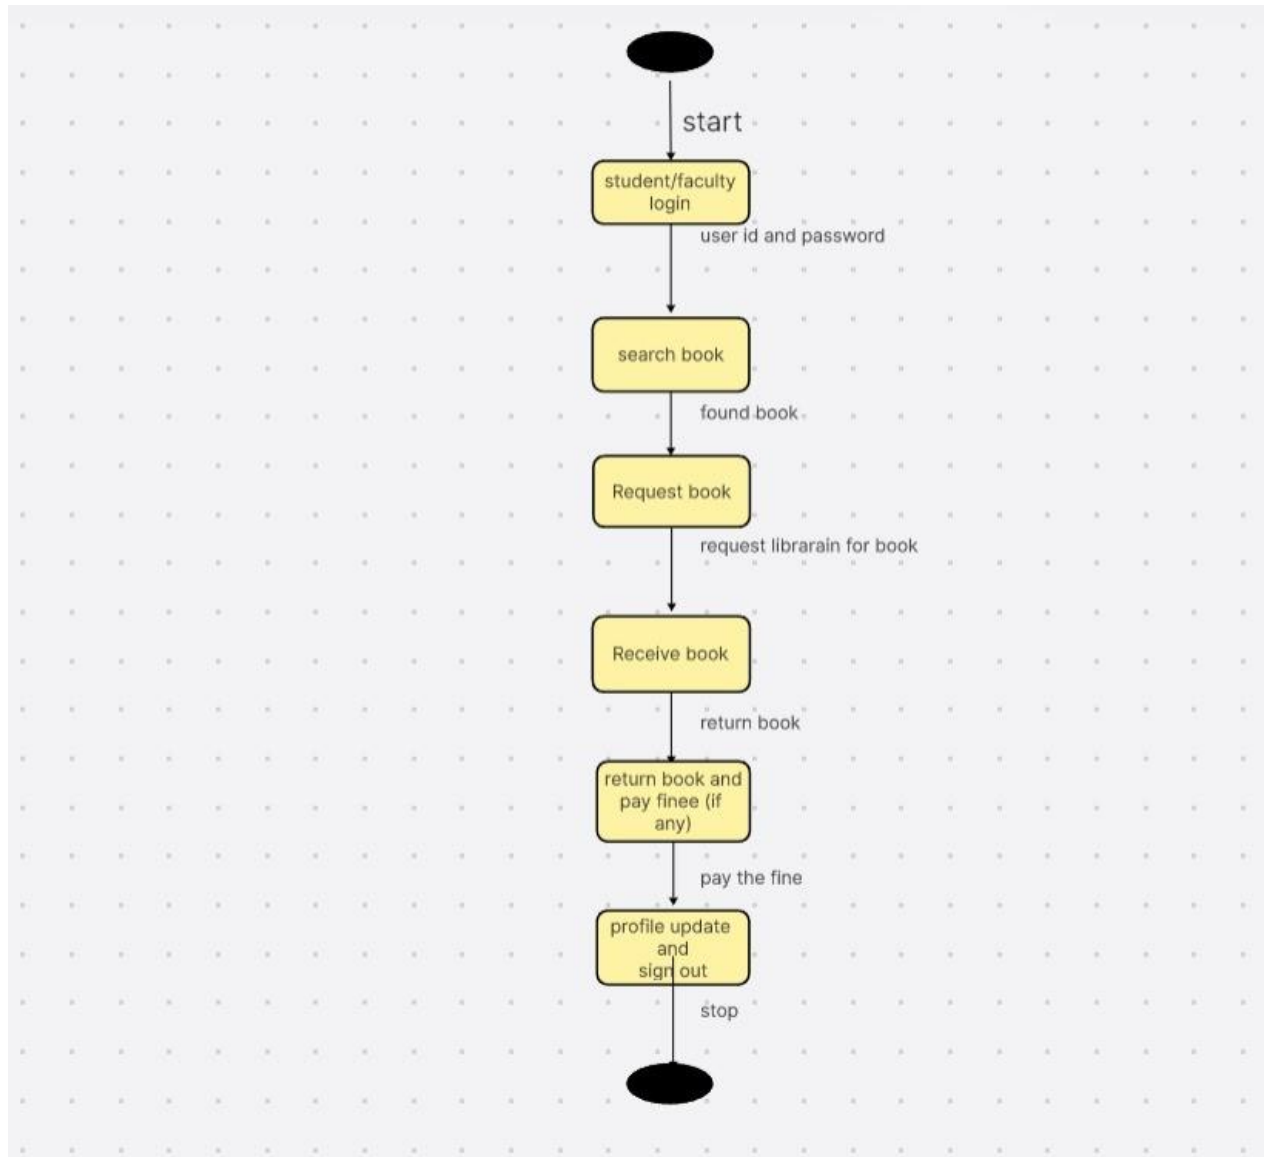 start
student/faculty
login
user id and password
search book
found book
Request book
request librarain for book
Receive book
return book
return book and
pay finee (if
any)
pay the fine
profile update
and
sign out
stop